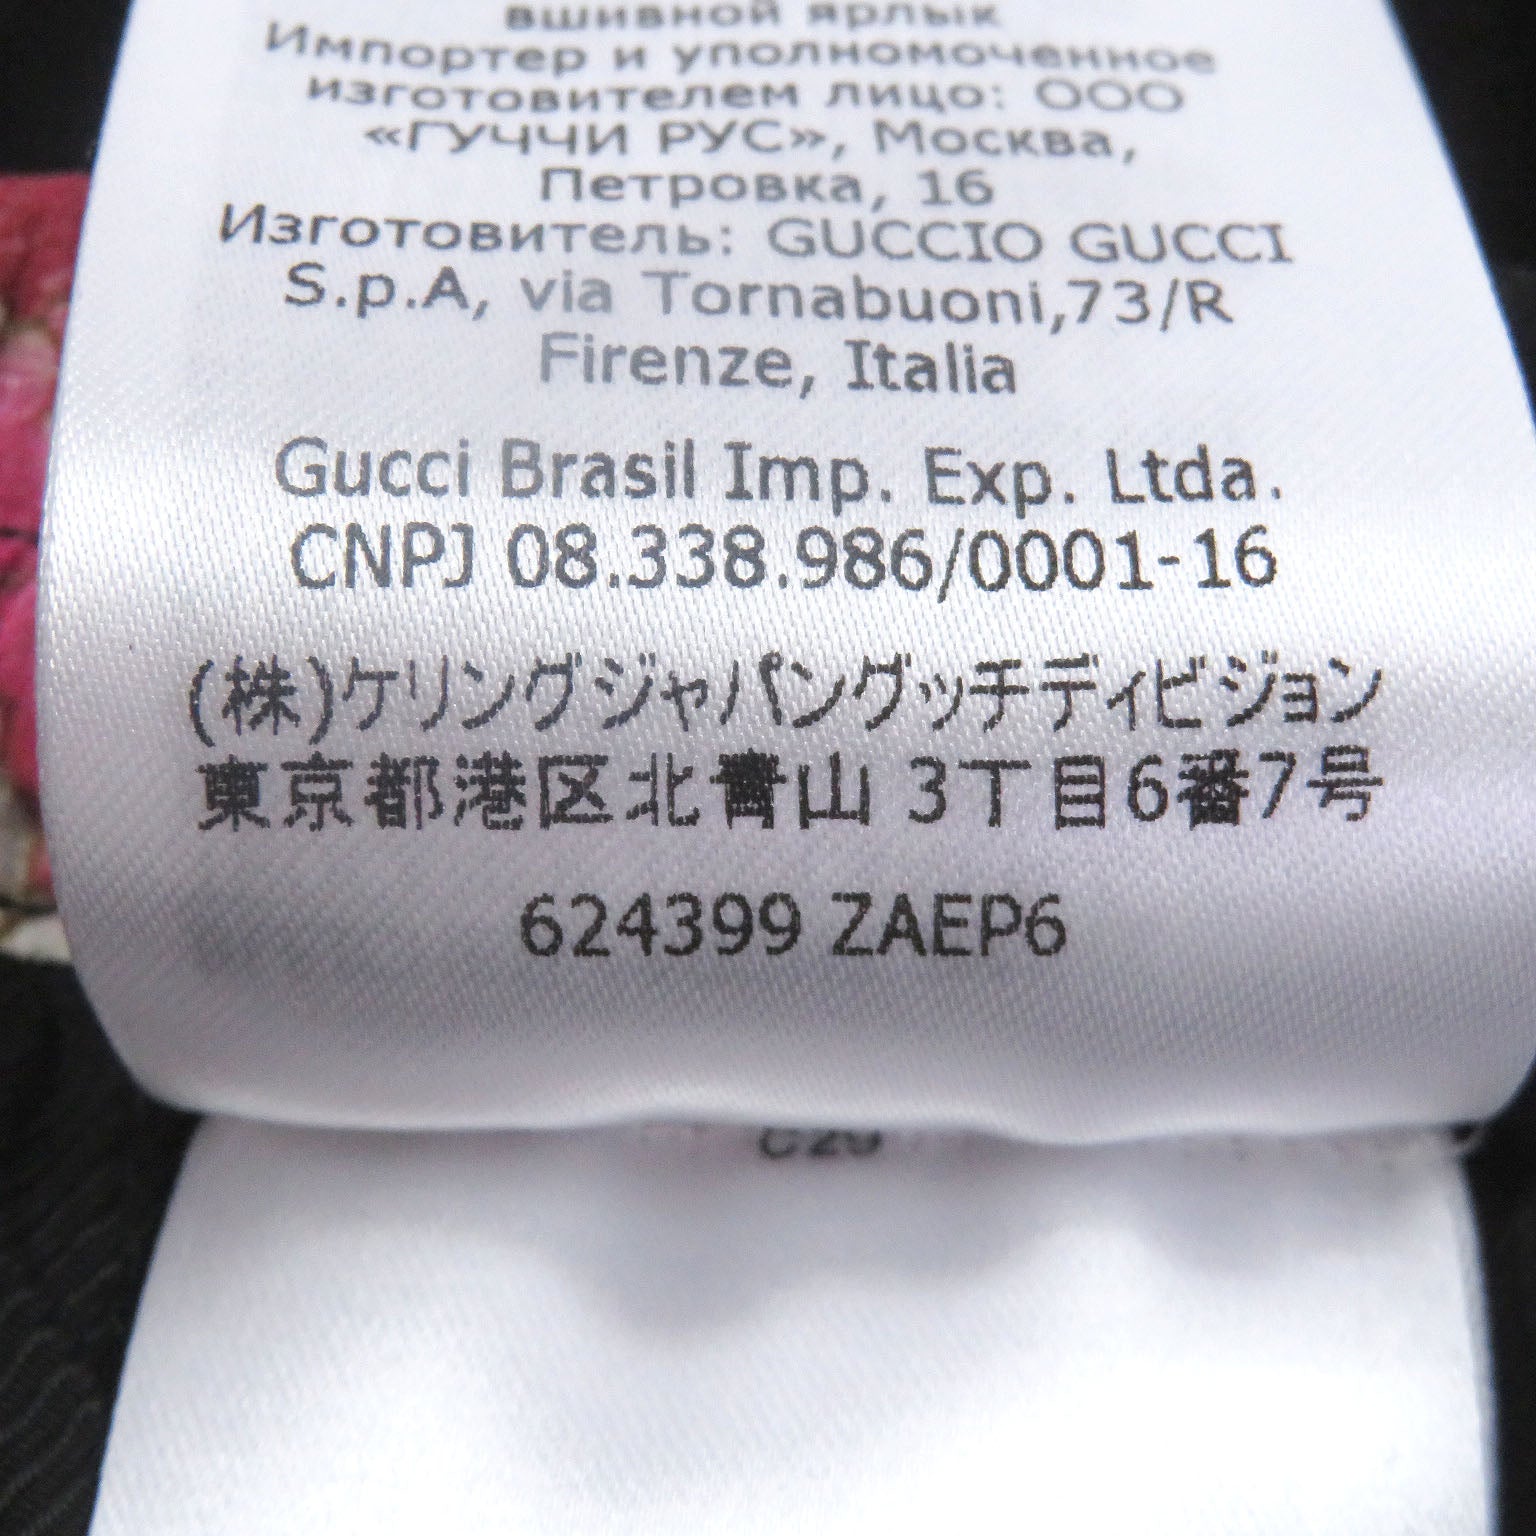 вшивной ярлык
Импортер и уполномоченное
изготовителем лицо: ООО
«ГУЧЧИ РУС», Москва,
Петровка, 16
Изготовитель: GUCCIO GUCCI
S.p.A, via Tornabuoni,73/R
Firenze, Italia
Gucci Brasil Imp. Exp. Ltda.
CNPJ 08.338.986/0001-16
(株)ケリングジャパングッチディビジョン
東京都港区北青山 3丁目6番7号
624399 ZAEP6